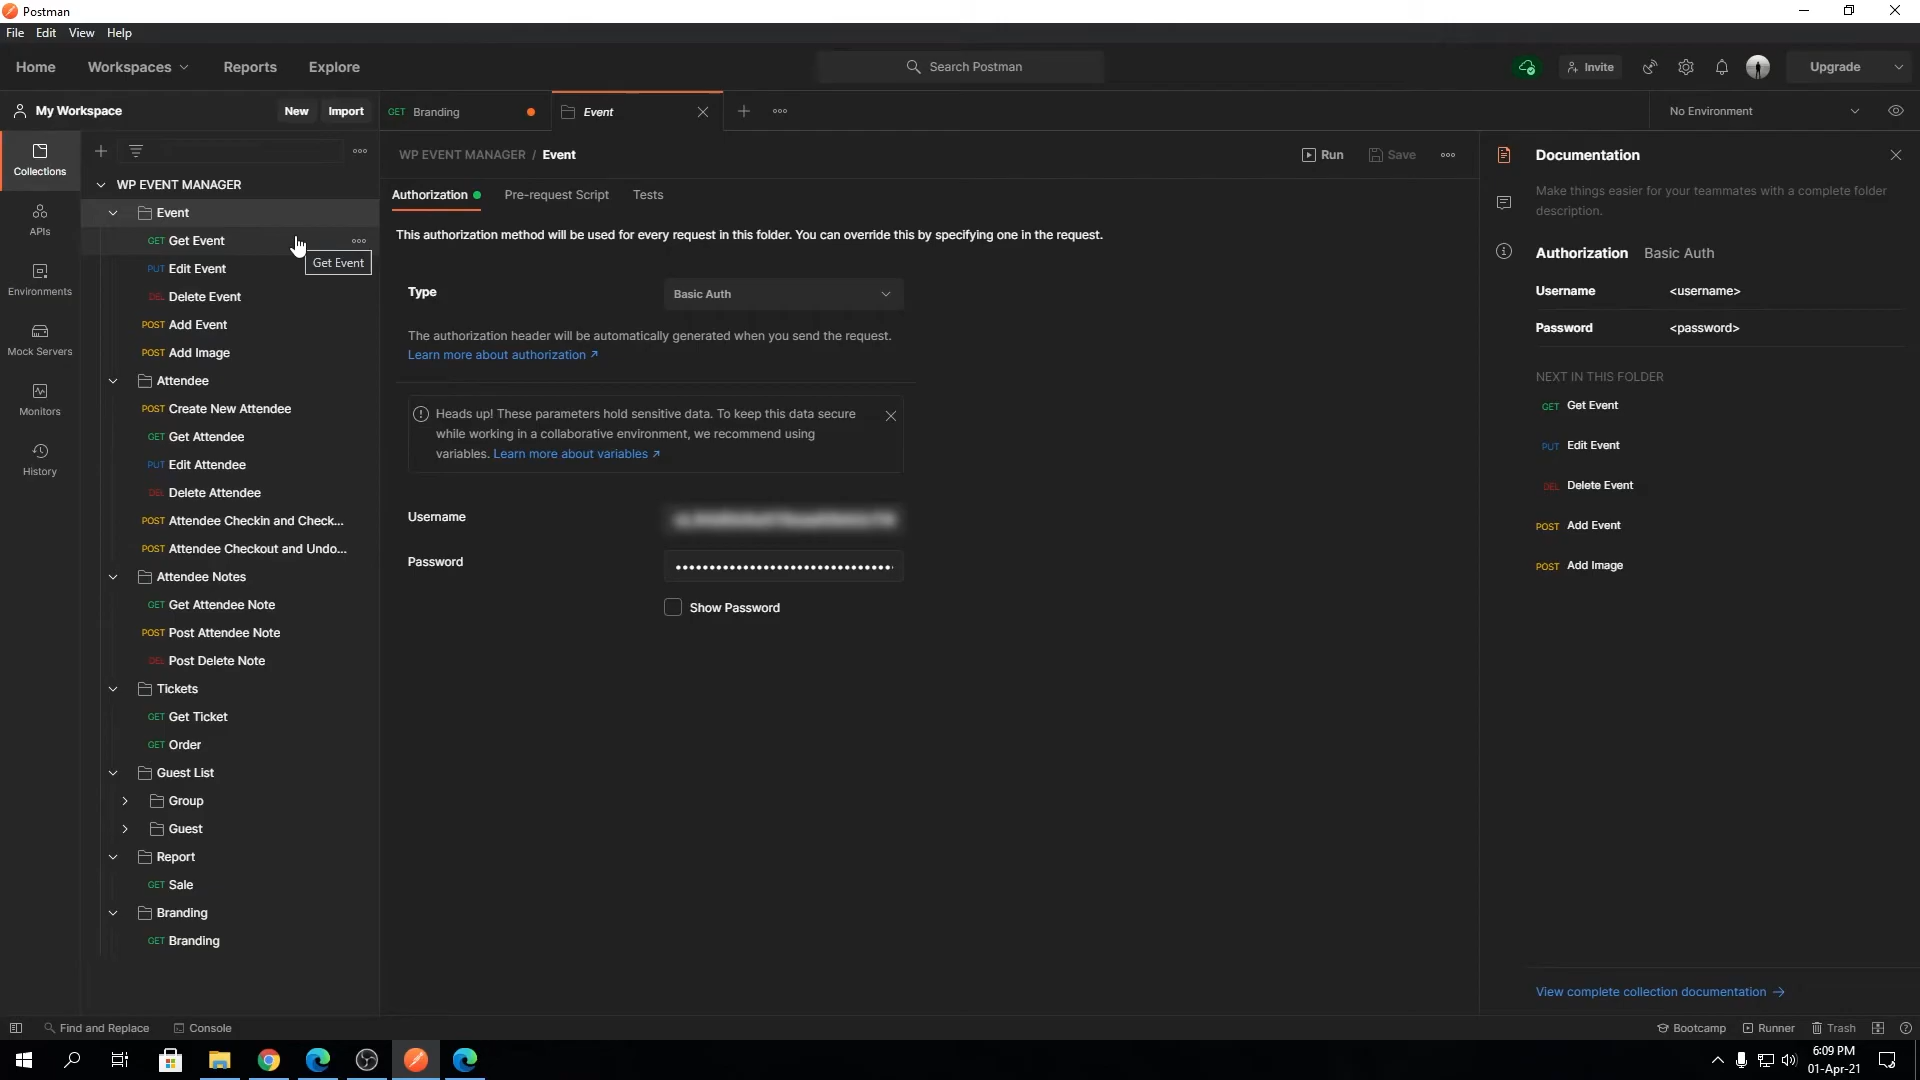 Postman
File Edit View Help
Home Workspaces Reports Explore
Search Postman
Invite
Upgrade
My Workspace
New Import
GET Branding
Event
No Environment
Collections
APIs
Environments
Mock Servers
Monitors
History
WP EVENT MANAGER
Event
GET Get Event
Get Event
PUT Edit Event
DEL Delete Event
POST Add Event
POST Add Image
Attendee
POST Create New Attendee
GET Get Attendee
PUT Edit Attendee
DEL Delete Attendee
POST Attendee Checkin and Check...
POST Attendee Checkout and Undo...
Attendee Notes
GET Get Attendee Note
POST Post Attendee Note
DEL Post Delete Note
Tickets
GET Get Ticket
GET Order
Guest List
Group
Guest
Report
GET Sale
Branding
GET Branding
WP EVENT MANAGER / Event
Run Save
Authorization Pre-request Script Tests
This authorization method will be used for every request in this folder. You can override this by specifying one in the request.
Type Basic Auth
The authorization header will be automatically generated when you send the request.
Learn more about authorization ↗
Heads up! These parameters hold sensitive data. To keep this data secure
while working in a collaborative environment, we recommend using
variables. Learn more about variables ↗
Username
Password
Show Password
Documentation
Make things easier for your teammates with a complete folder
description.
Authorization Basic Auth
Username <username>
Password <password>
NEXT IN THIS FOLDER
GET Get Event
PUT Edit Event
DEL Delete Event
POST Add Event
POST Add Image
View complete collection documentation →
Find and Replace Console
Bootcamp Runner Trash
6:09 PM
01-Apr-21